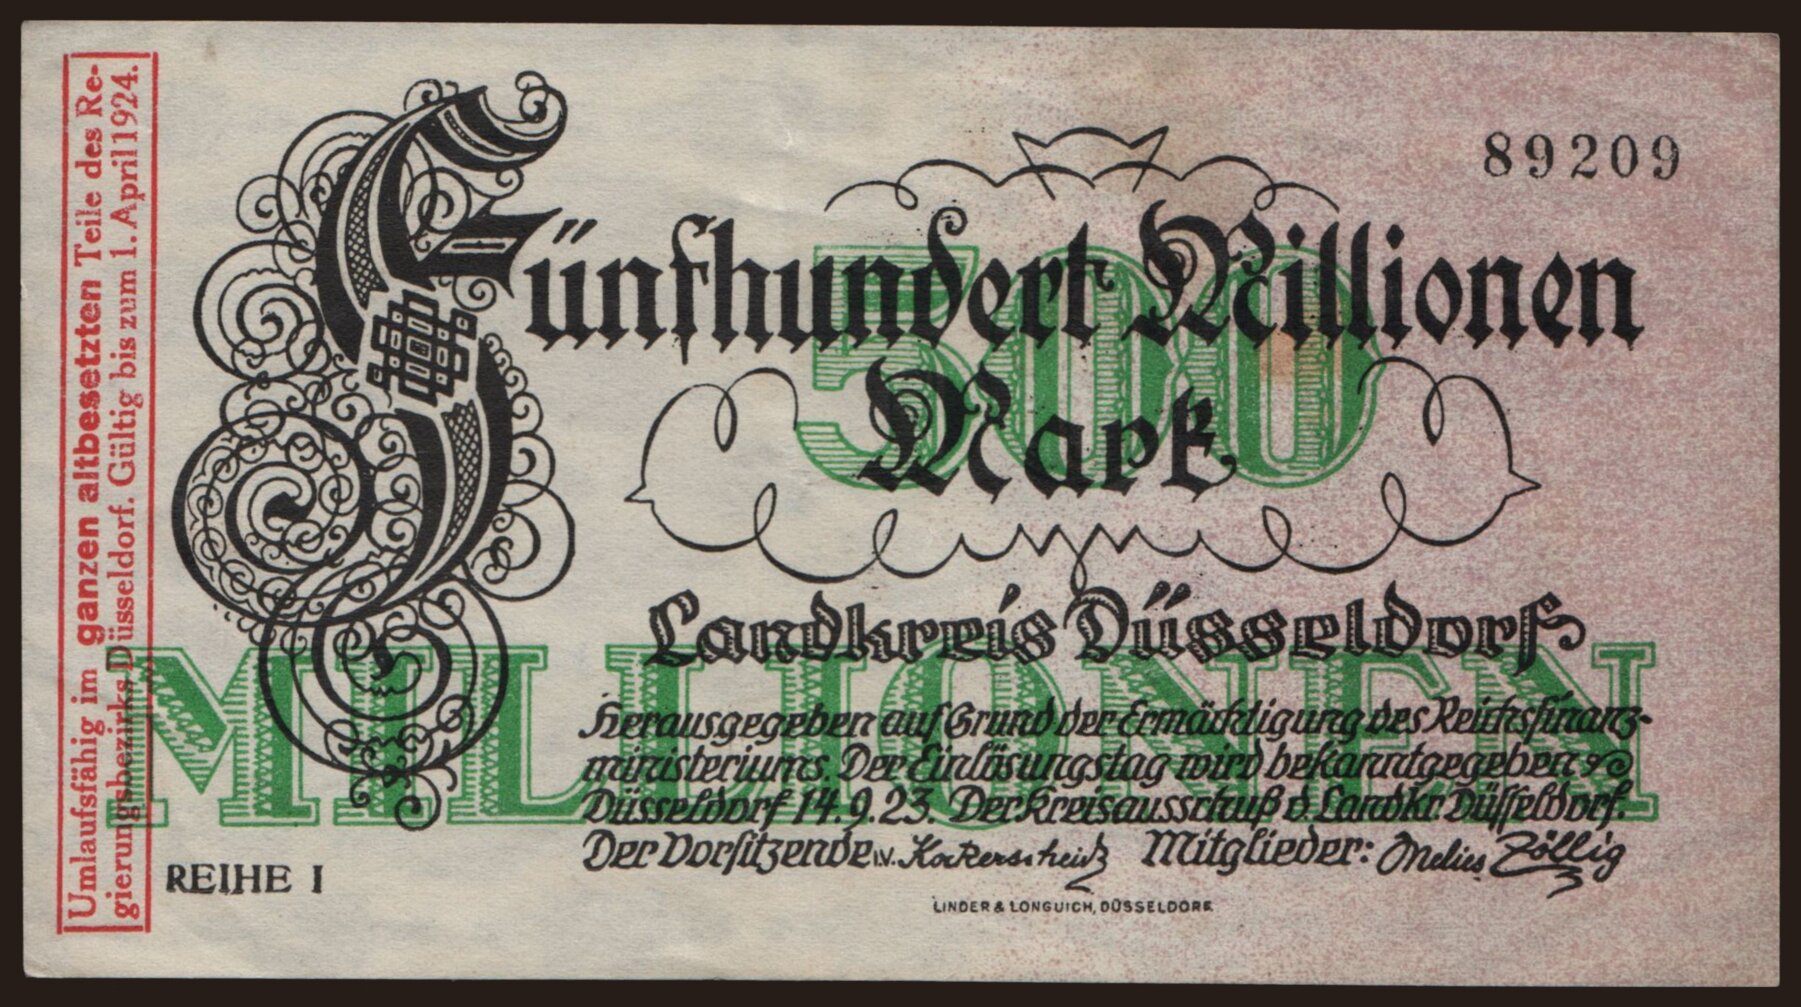 Umlaufsfähig im ganzen altbesetzten Teile des Re-
gierungsbezirks Düsseldorf. Gültig bis zum 1. April 1924.
89209
Fünfhundert Millionen
500
Mark
Landkreis Düsseldorf
MILLIONEN
Herausgegeben auf Grund der Ermächtigung des Reichsfinanz-
ministeriums. Der Einlösungstag wird bekanntgegeben
Düsseldorf 14.9.23. Der Kreisausschuß d. Landkr. Düsseldorf.
Der Vorsitzende i.V. Mitglieder: Melies Zöllig
REIHE I
LINDER & LONGUICH, DÜSSELDORF.